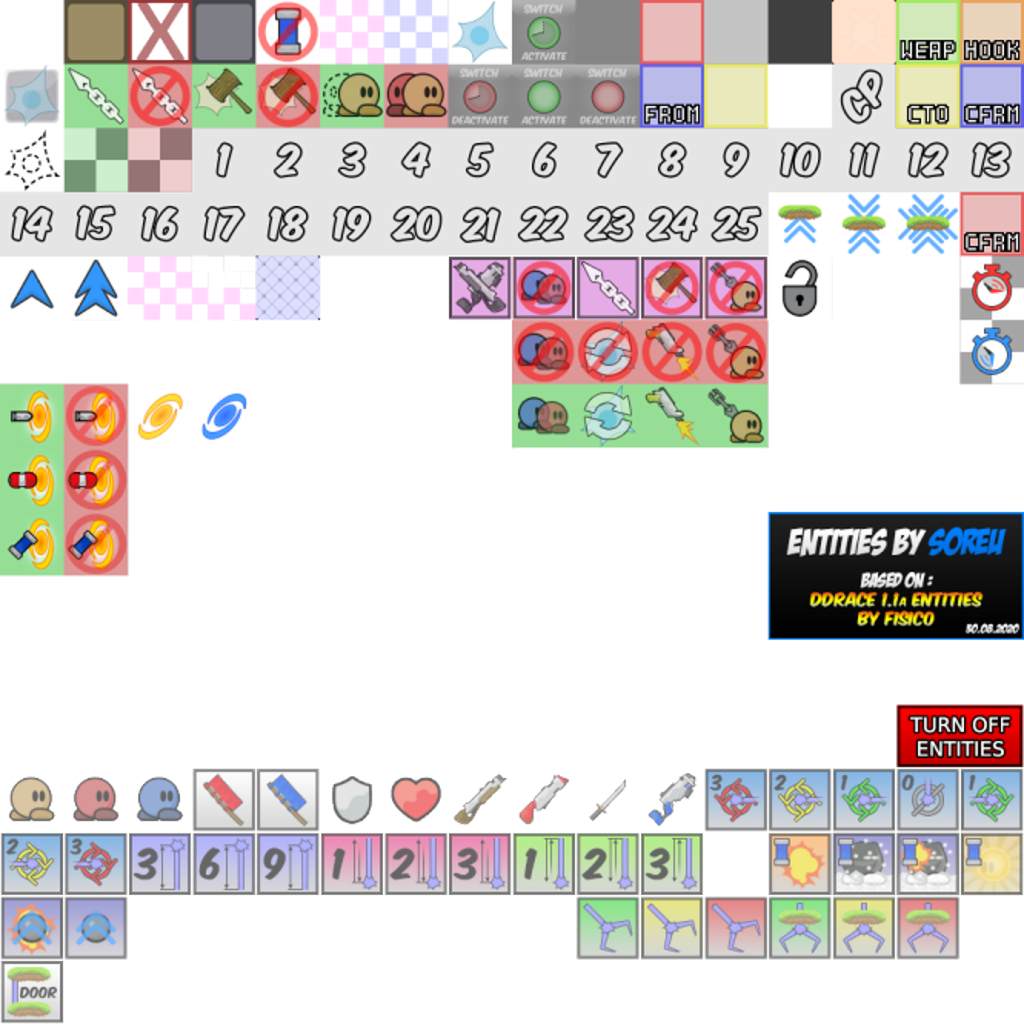 SWITCH
ACTIVATE
WEAP
HOOK
SWITCH
DEACTIVATE
SWITCH
ACTIVATE
SWITCH
DEACTIVATE
FROM
CP
CTO
CFRM
1 2 3 4 5 6 7 8 9 10 11 12 13
14 15 16 17 18 19 20 21 22 23 24 25
CFRM
ENTITIES BY SOREU
BASED ON :
DDRACE 1.1A ENTITIES
BY FISICO
30.08.2020
TURN OFF
ENTITIES
3 2 1 0 1
2 3 3 6 9 1 2 3 1 2 3
DOOR